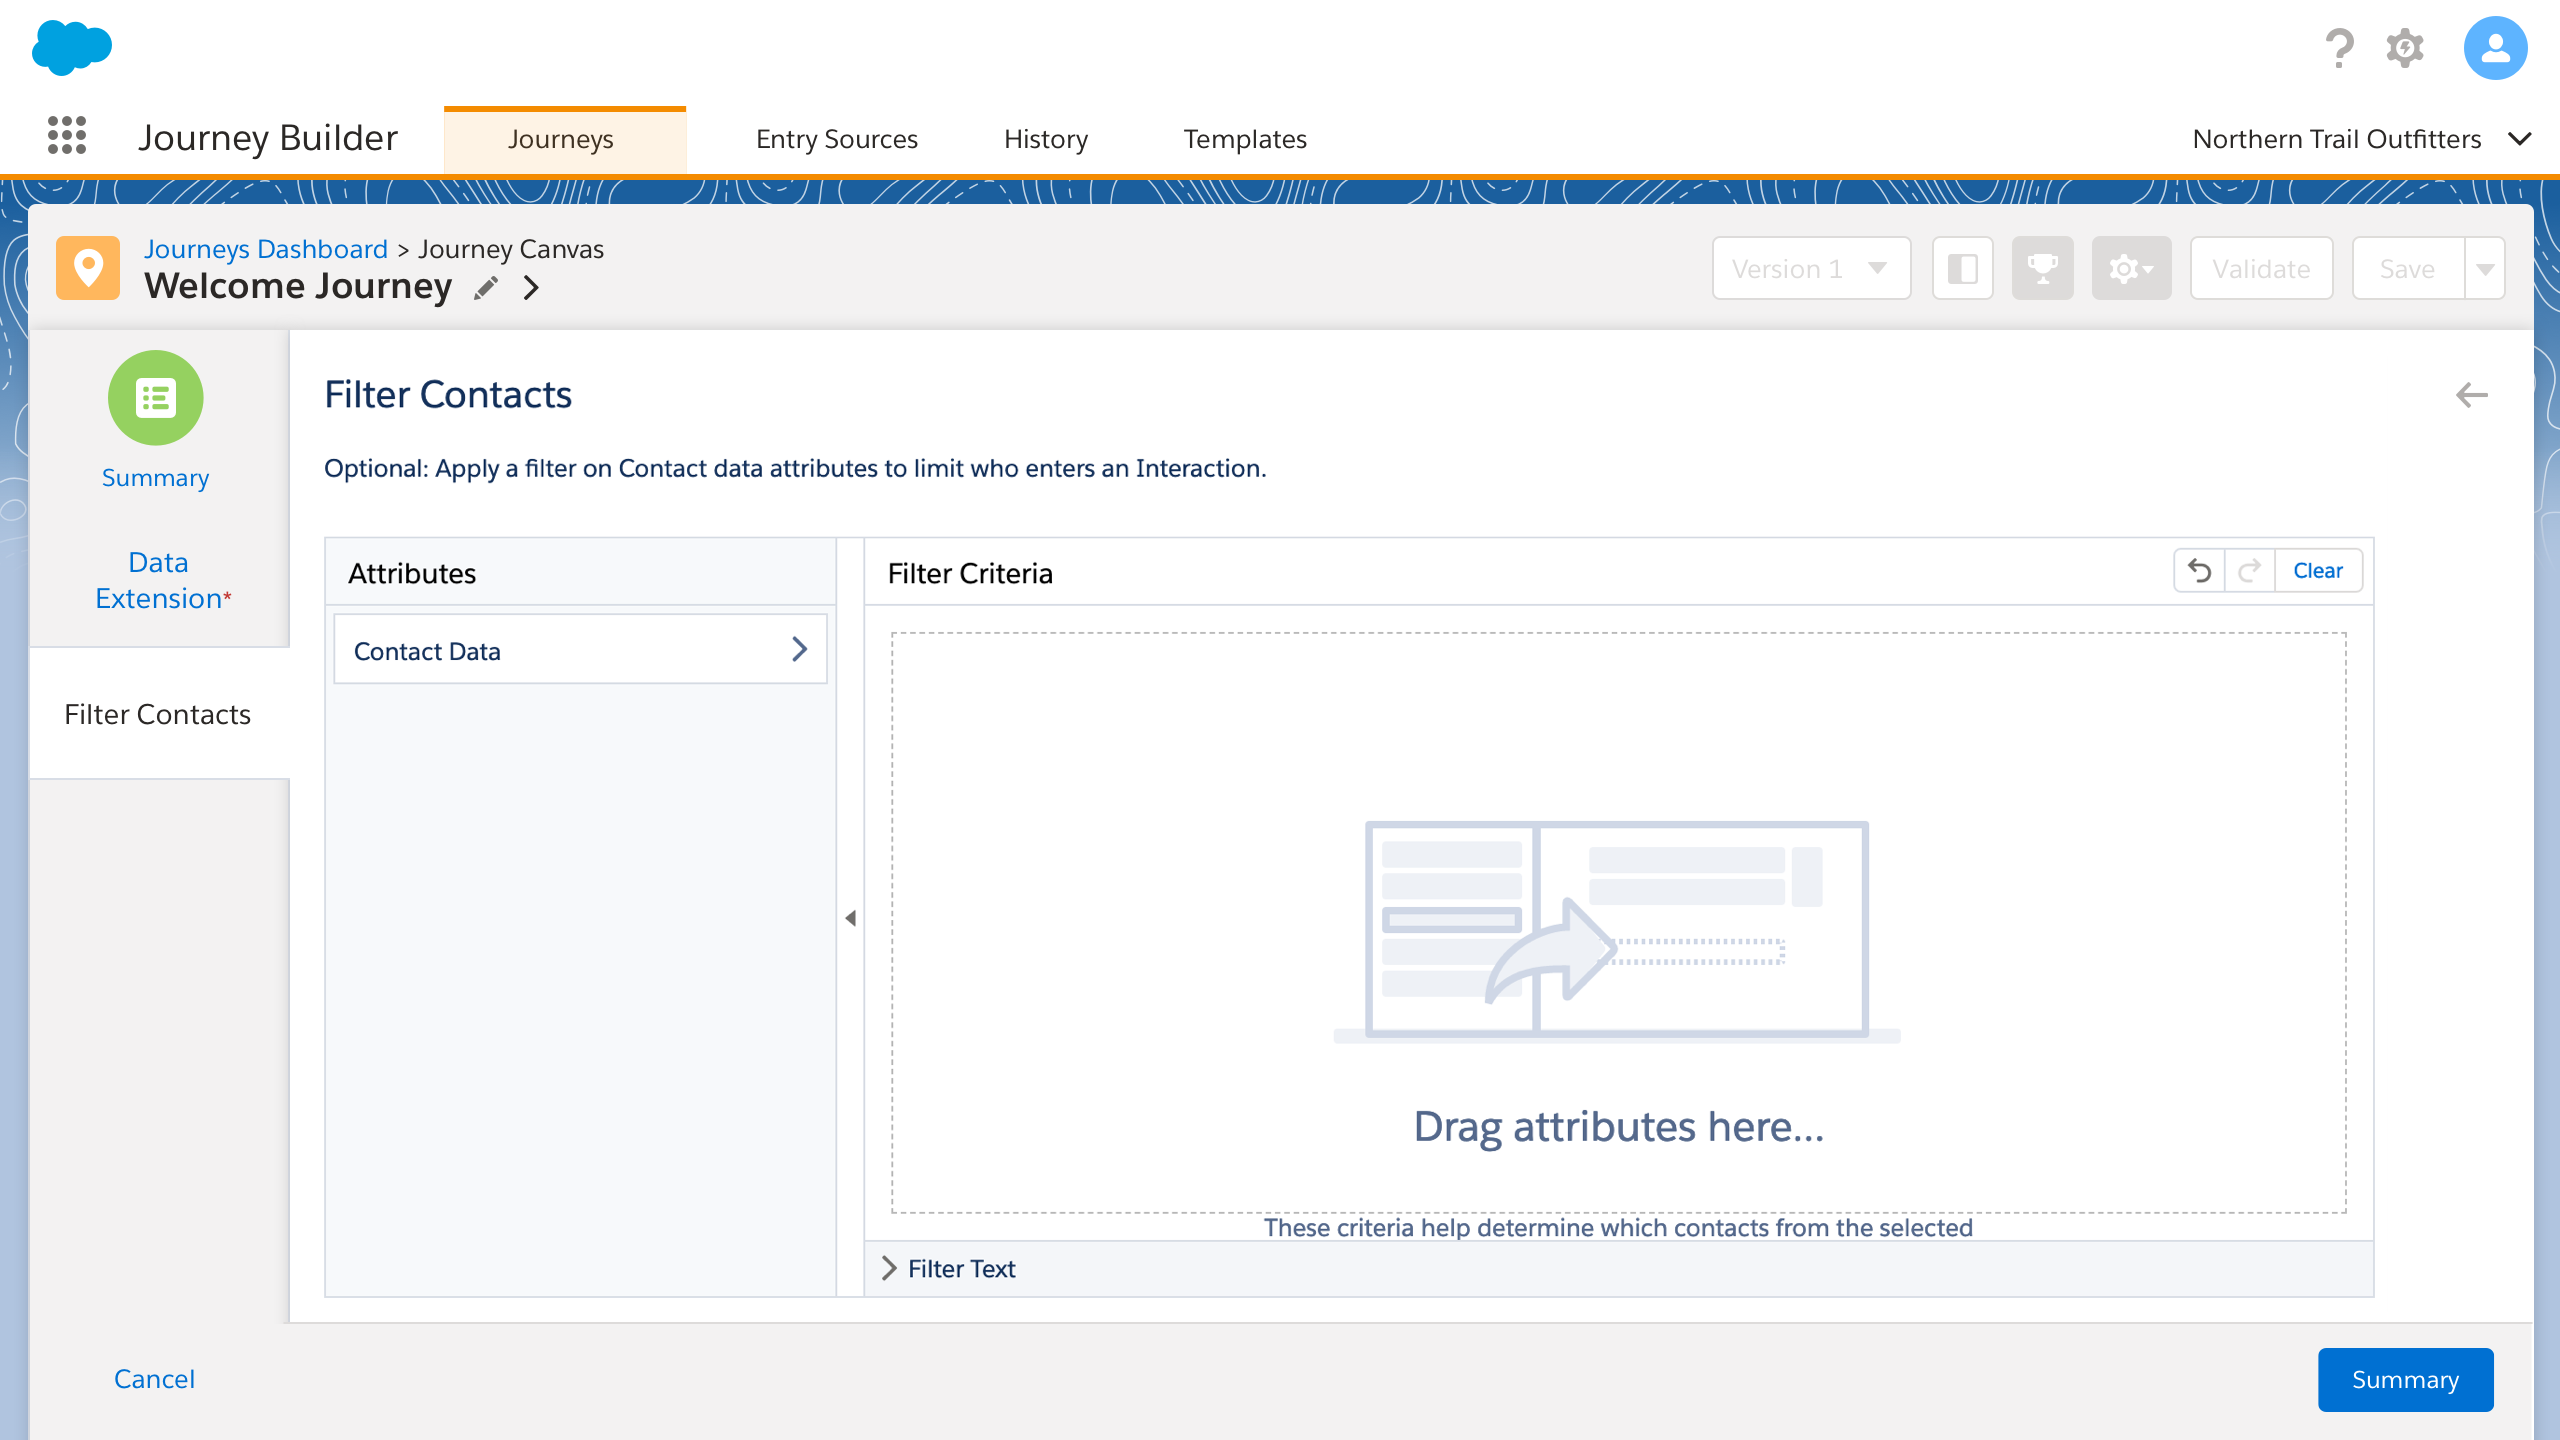 Journey Builder
Journeys
Entry Sources
History
Templates
Northern Trail Outfitters
Journeys Dashboard > Journey Canvas
Welcome Journey
Version 1
Validate
Save
Summary
Data
Extension*
Filter Contacts
Filter Contacts
Optional: Apply a filter on Contact data attributes to limit who enters an Interaction.
Attributes
Contact Data
Filter Criteria
Clear
Drag attributes here...
These criteria help determine which contacts from the selected
Filter Text
Cancel
Summary